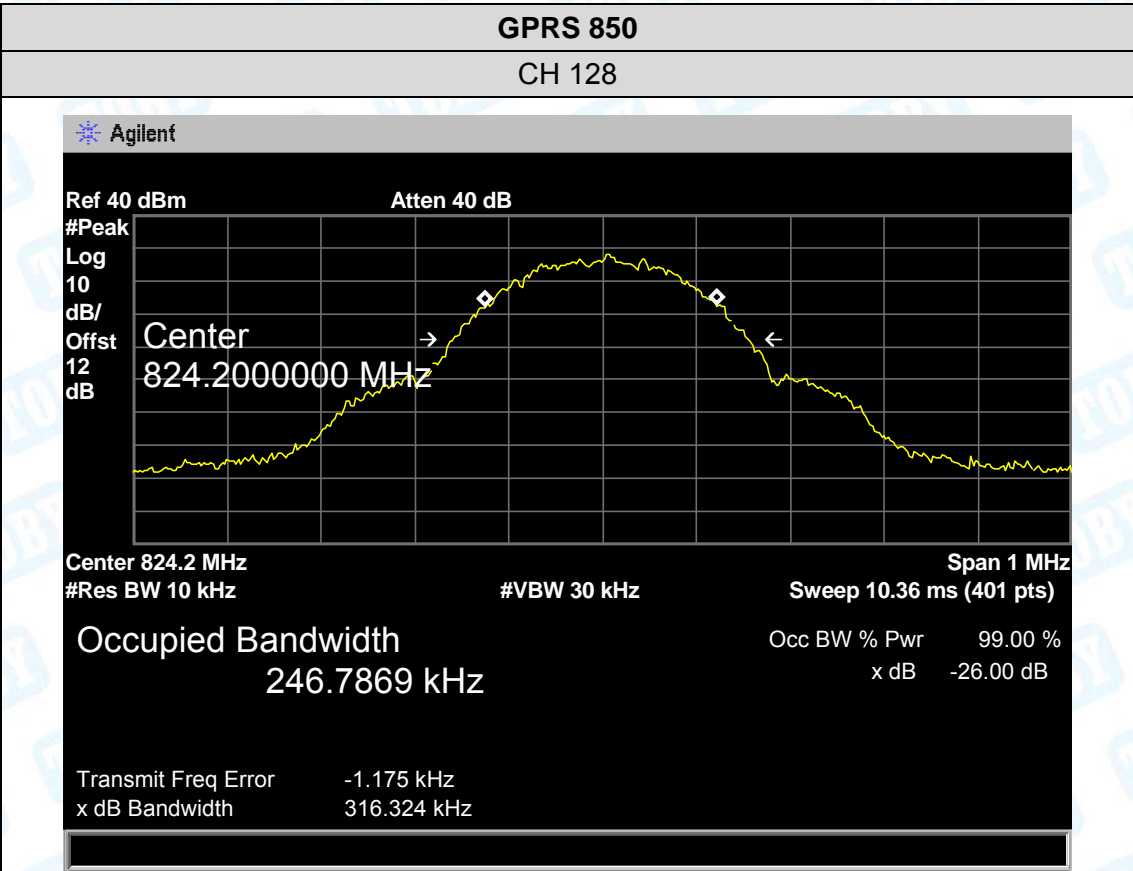 GPRS 850
CH 128
Agilent
Ref 40 dBm Atten 40 dB
#Peak
Log
10
dB/
Offst
12
dB
Center
824.2000000 MHz
Center 824.2 MHz Span 1 MHz
#Res BW 10 kHz #VBW 30 kHz Sweep 10.36 ms (401 pts)
Occupied Bandwidth
246.7869 kHz
Occ BW % Pwr 99.00 %
x dB -26.00 dB
Transmit Freq Error -1.175 kHz
x dB Bandwidth 316.324 kHz